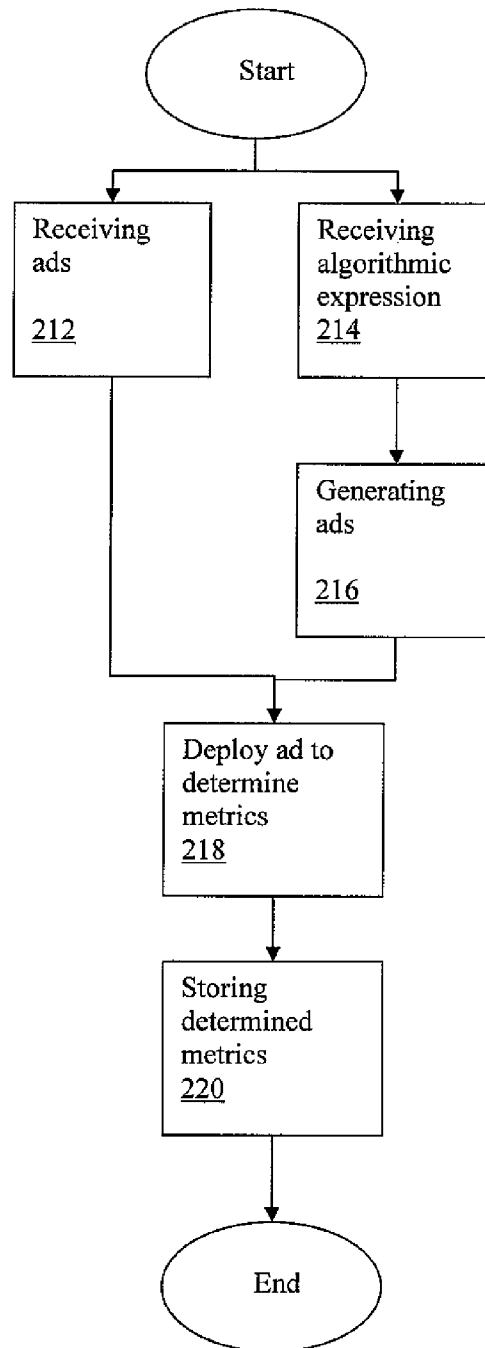 Start
Receiving
ads
212
Receiving
algorithmic
expression
214
Generating
ads
216
Deploy ad to
determine
metrics
218
Storing
determined
metrics
220
End